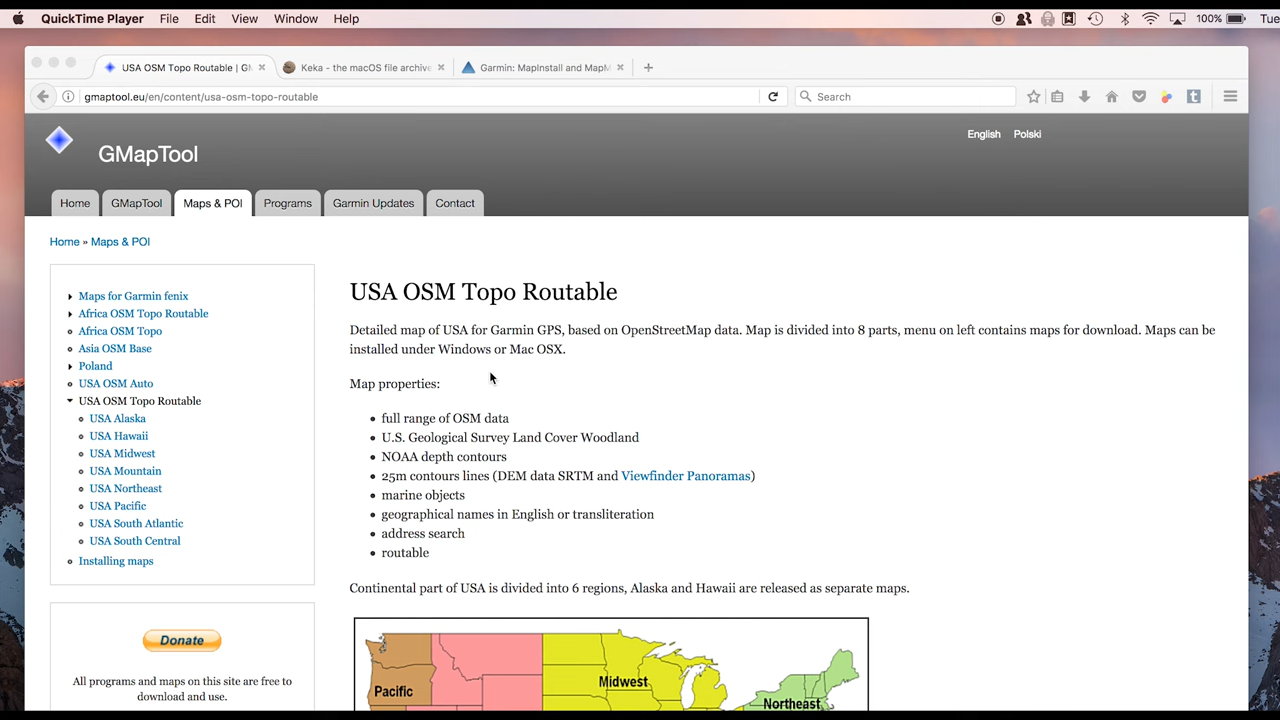 QuickTime Player File Edit View Window Help 100% Tue
USA OSM Topo Routable | GM
Keka - the macOS file archive
Garmin: MapInstall and MapM
gmaptool.eu/en/content/usa-osm-topo-routable
Search
English Polski
GMapTool
Home GMapTool Maps & POI Programs Garmin Updates Contact
Home » Maps & POI
Maps for Garmin fenix
Africa OSM Topo Routable
Africa OSM Topo
Asia OSM Base
Poland
USA OSM Auto
USA OSM Topo Routable
USA Alaska
USA Hawaii
USA Midwest
USA Mountain
USA Northeast
USA Pacific
USA South Atlantic
USA South Central
Installing maps
Donate
All programs and maps on this site are free to
download and use.
USA OSM Topo Routable
Detailed map of USA for Garmin GPS, based on OpenStreetMap data. Map is divided into 8 parts, menu on left contains maps for download. Maps can be
installed under Windows or Mac OSX.
Map properties:
full range of OSM data
U.S. Geological Survey Land Cover Woodland
NOAA depth contours
25m contours lines (DEM data SRTM and Viewfinder Panoramas)
marine objects
geographical names in English or transliteration
address search
routable
Continental part of USA is divided into 6 regions, Alaska and Hawaii are released as separate maps.
Pacific
Midwest
Northeast